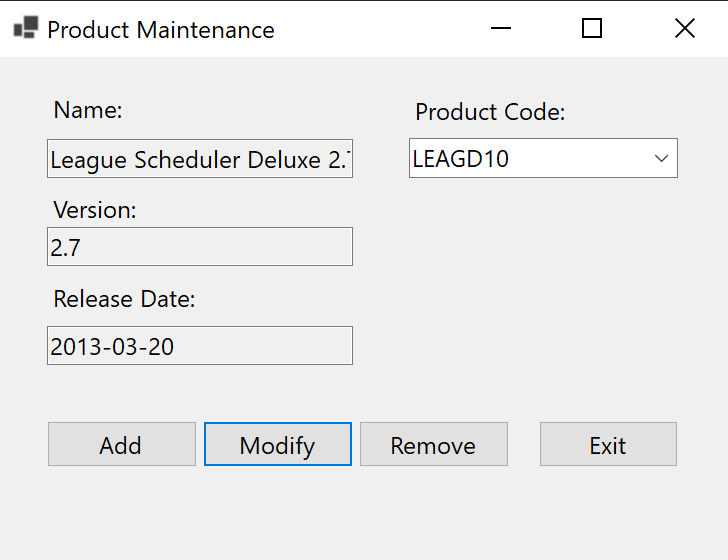 Product Maintenance
Name:
Product Code:
League Scheduler Deluxe 2.
LEAGD10
Version:
2.7
Release Date:
2013-03-20
Add
Modify
Remove
Exit